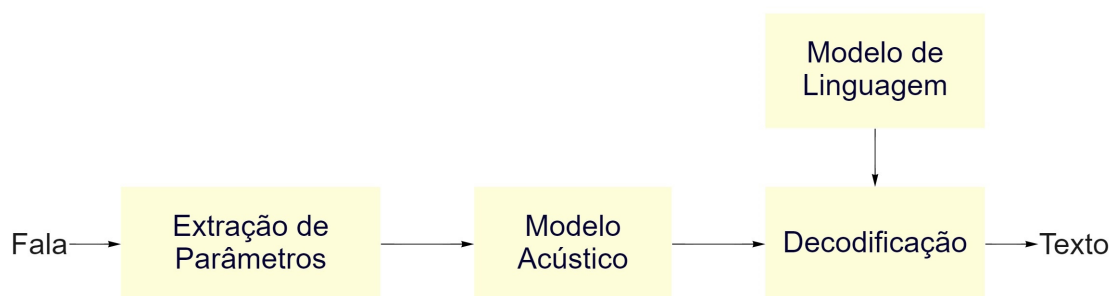 Modelo de
Linguagem
Fala
Extração de
Parâmetros
Modelo
Acústico
Decodificação
Texto